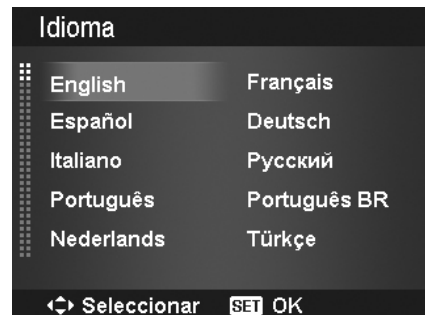 Idioma
English Français
Español Deutsch
Italiano Русский
Português Português BR
Nederlands Türkçe
Seleccionar SET OK